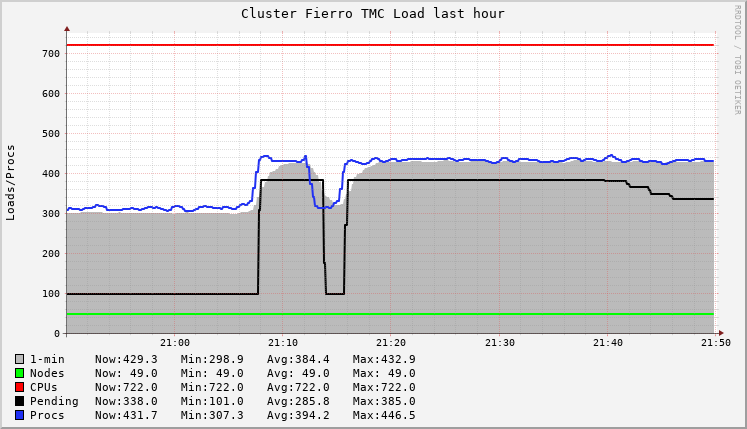 Cluster Fierro TMC Load last hour
RRDTOOL / TOBI OETIKER
Loads/Procs
700
600
500
400
300
200
100
0
21:00 21:10 21:20 21:30 21:40 21:50
1-min Now:429.3 Min:298.9 Avg:384.4 Max:432.9
Nodes Now: 49.0 Min: 49.0 Avg: 49.0 Max: 49.0
CPUs Now:722.0 Min:722.0 Avg:722.0 Max:722.0
Pending Now:338.0 Min:101.0 Avg:285.8 Max:385.0
Procs Now:431.7 Min:307.3 Avg:394.2 Max:446.5